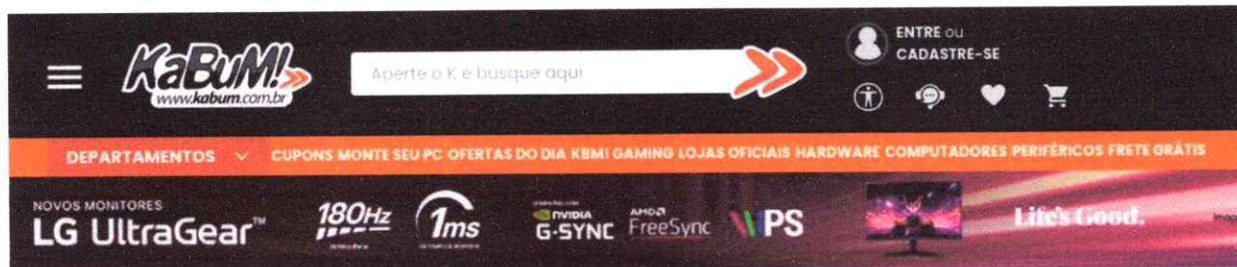 KaBuM!
www.kabum.com.br
Aperte o K e busque aqui
ENTRE ou
CADASTRE-SE
DEPARTAMENTOS CUPONS MONTE SEU PC OFERTAS DO DIA KBM! GAMING LOJAS OFICIAIS HARDWARE COMPUTADORES PERIFÉRICOS FRETE GRÁTIS
NOVOS MONITORES
LG UltraGear™
180Hz
1ms
NVIDIA
G-SYNC
AMD
FreeSync
IPS
Life's Good.